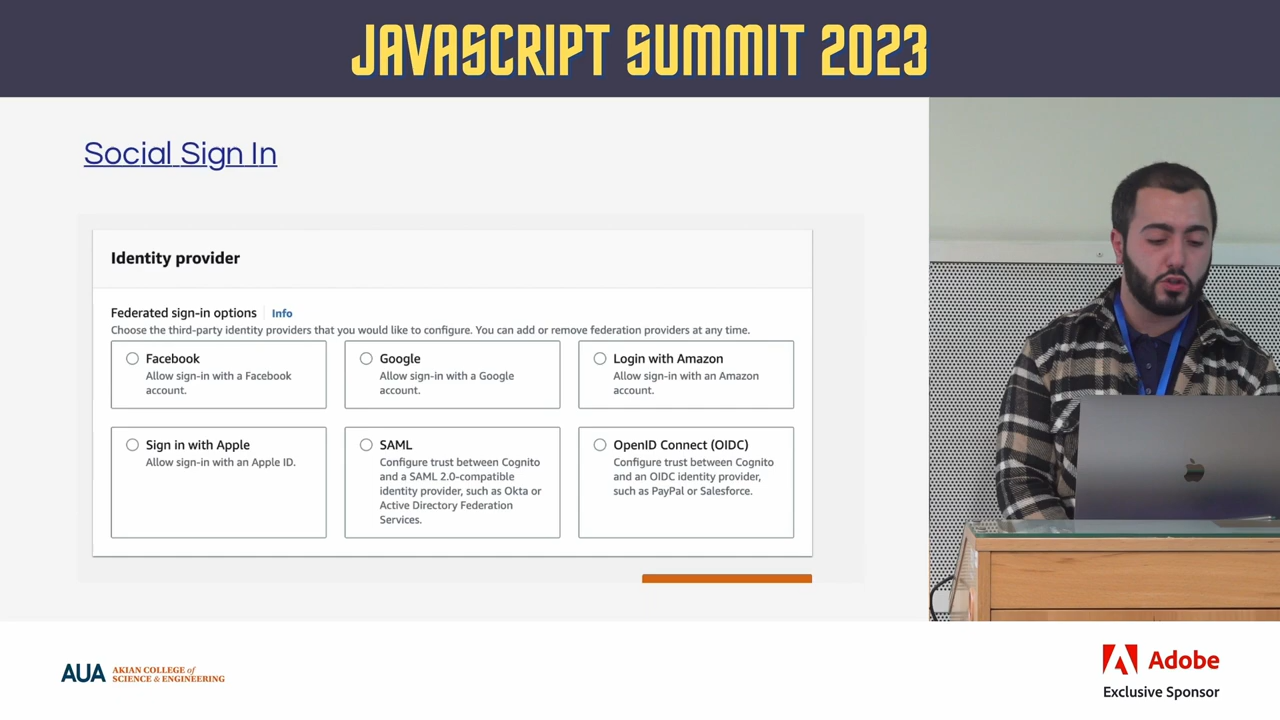 JAVASCRIPT SUMMIT 2023
Social Sign In
Identity provider
Federated sign-in options Info
Choose the third-party identity providers that you would like to configure. You can add or remove federation providers at any time.
Facebook
Allow sign-in with a Facebook
account.
Google
Allow sign-in with a Google
account.
Login with Amazon
Allow sign-in with an Amazon
account.
Sign in with Apple
Allow sign-in with an Apple ID.
SAML
Configure trust between Cognito
and a SAML 2.0-compatible
identity provider, such as Okta or
Active Directory Federation
Services.
OpenID Connect (OIDC)
Configure trust between Cognito
and an OIDC identity provider,
such as PayPal or Salesforce.
AUA AKIAN COLLEGE of
SCIENCE & ENGINEERING
Adobe
Exclusive Sponsor